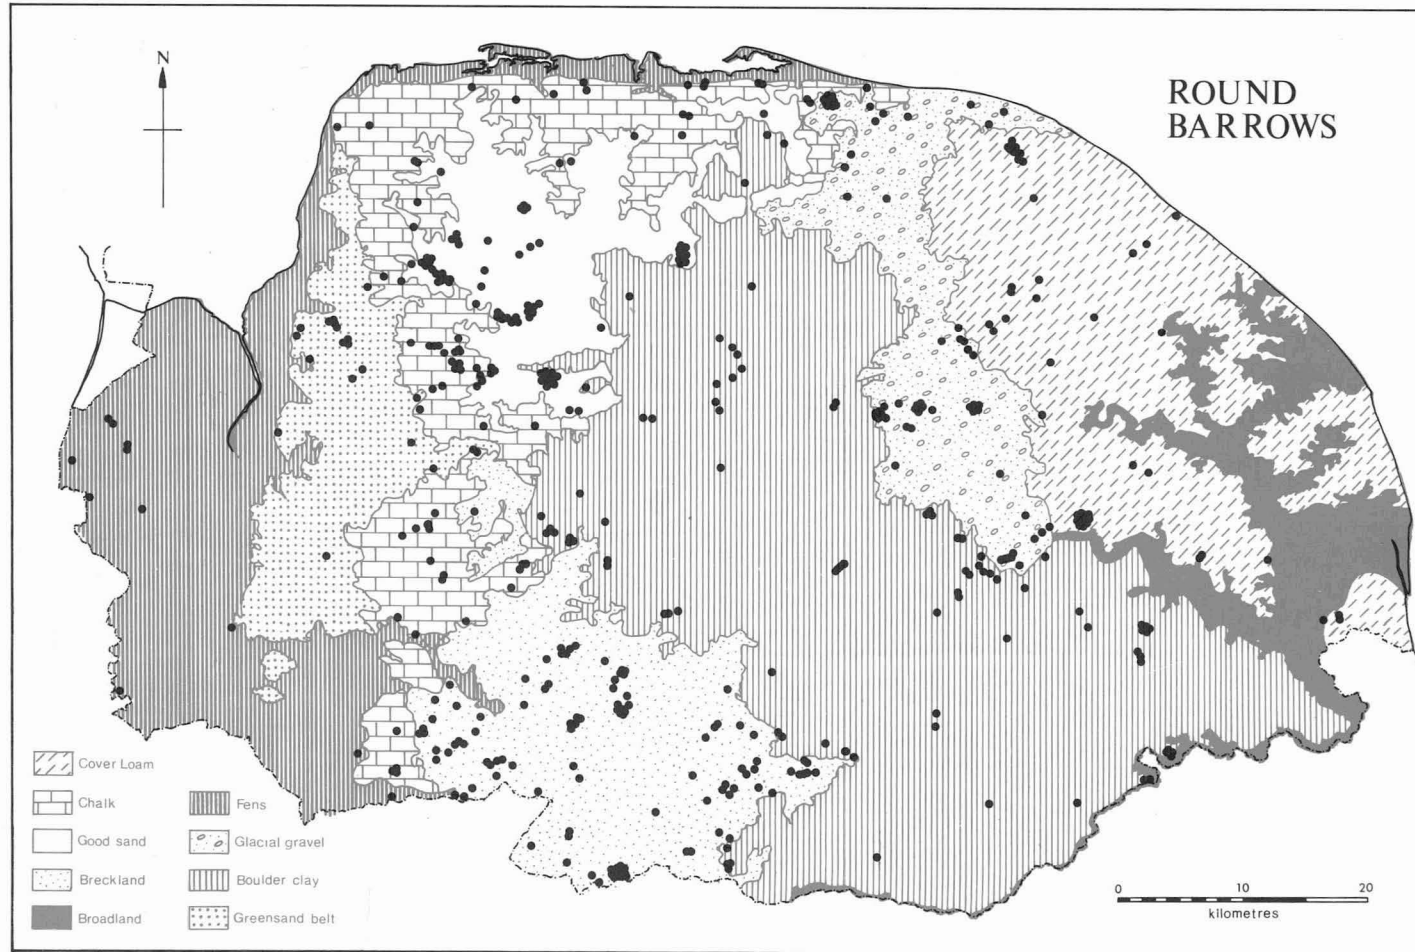 N
ROUND
BARROWS
Cover Loam
Chalk
Good sand
Breckland
Broadland
Fens
Glacial gravel
Boulder clay
Greensand belt
0 10 20
kilometres